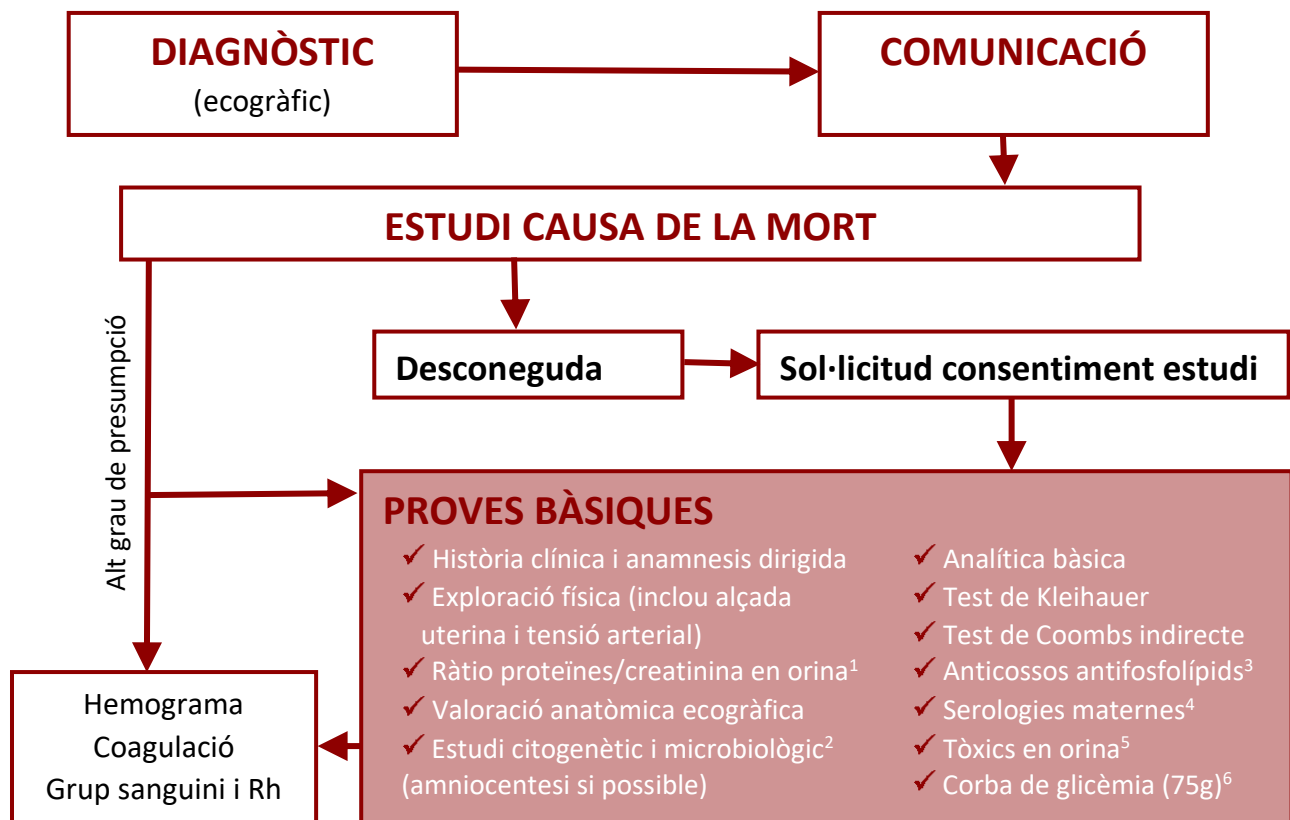 DIAGNÒSTIC
(ecogràfic)
COMUNICACIÓ
ESTUDI CAUSA DE LA MORT
Alt grau de presumpció
Desconeguda
Sol·licitud consentiment estudi
PROVES BÀSIQUES
✓ Història clínica i anamnesis dirigida
✓ Exploració física (inclou alçada
uterina i tensió arterial)
✓ Ràtio proteïnes/creatinina en orina¹
✓ Valoració anatòmica ecogràfica
✓ Estudi citogenètic i microbiològic²
(amniocentesi si possible)
✓ Analítica bàsica
✓ Test de Kleihauer
✓ Test de Coombs indirecte
✓ Anticossos antifosfolípids³
✓ Serologies maternes⁴
✓ Tòxics en orina⁵
✓ Corba de glicèmia (75g)⁶
Hemograma
Coagulació
Grup sanguini i Rh